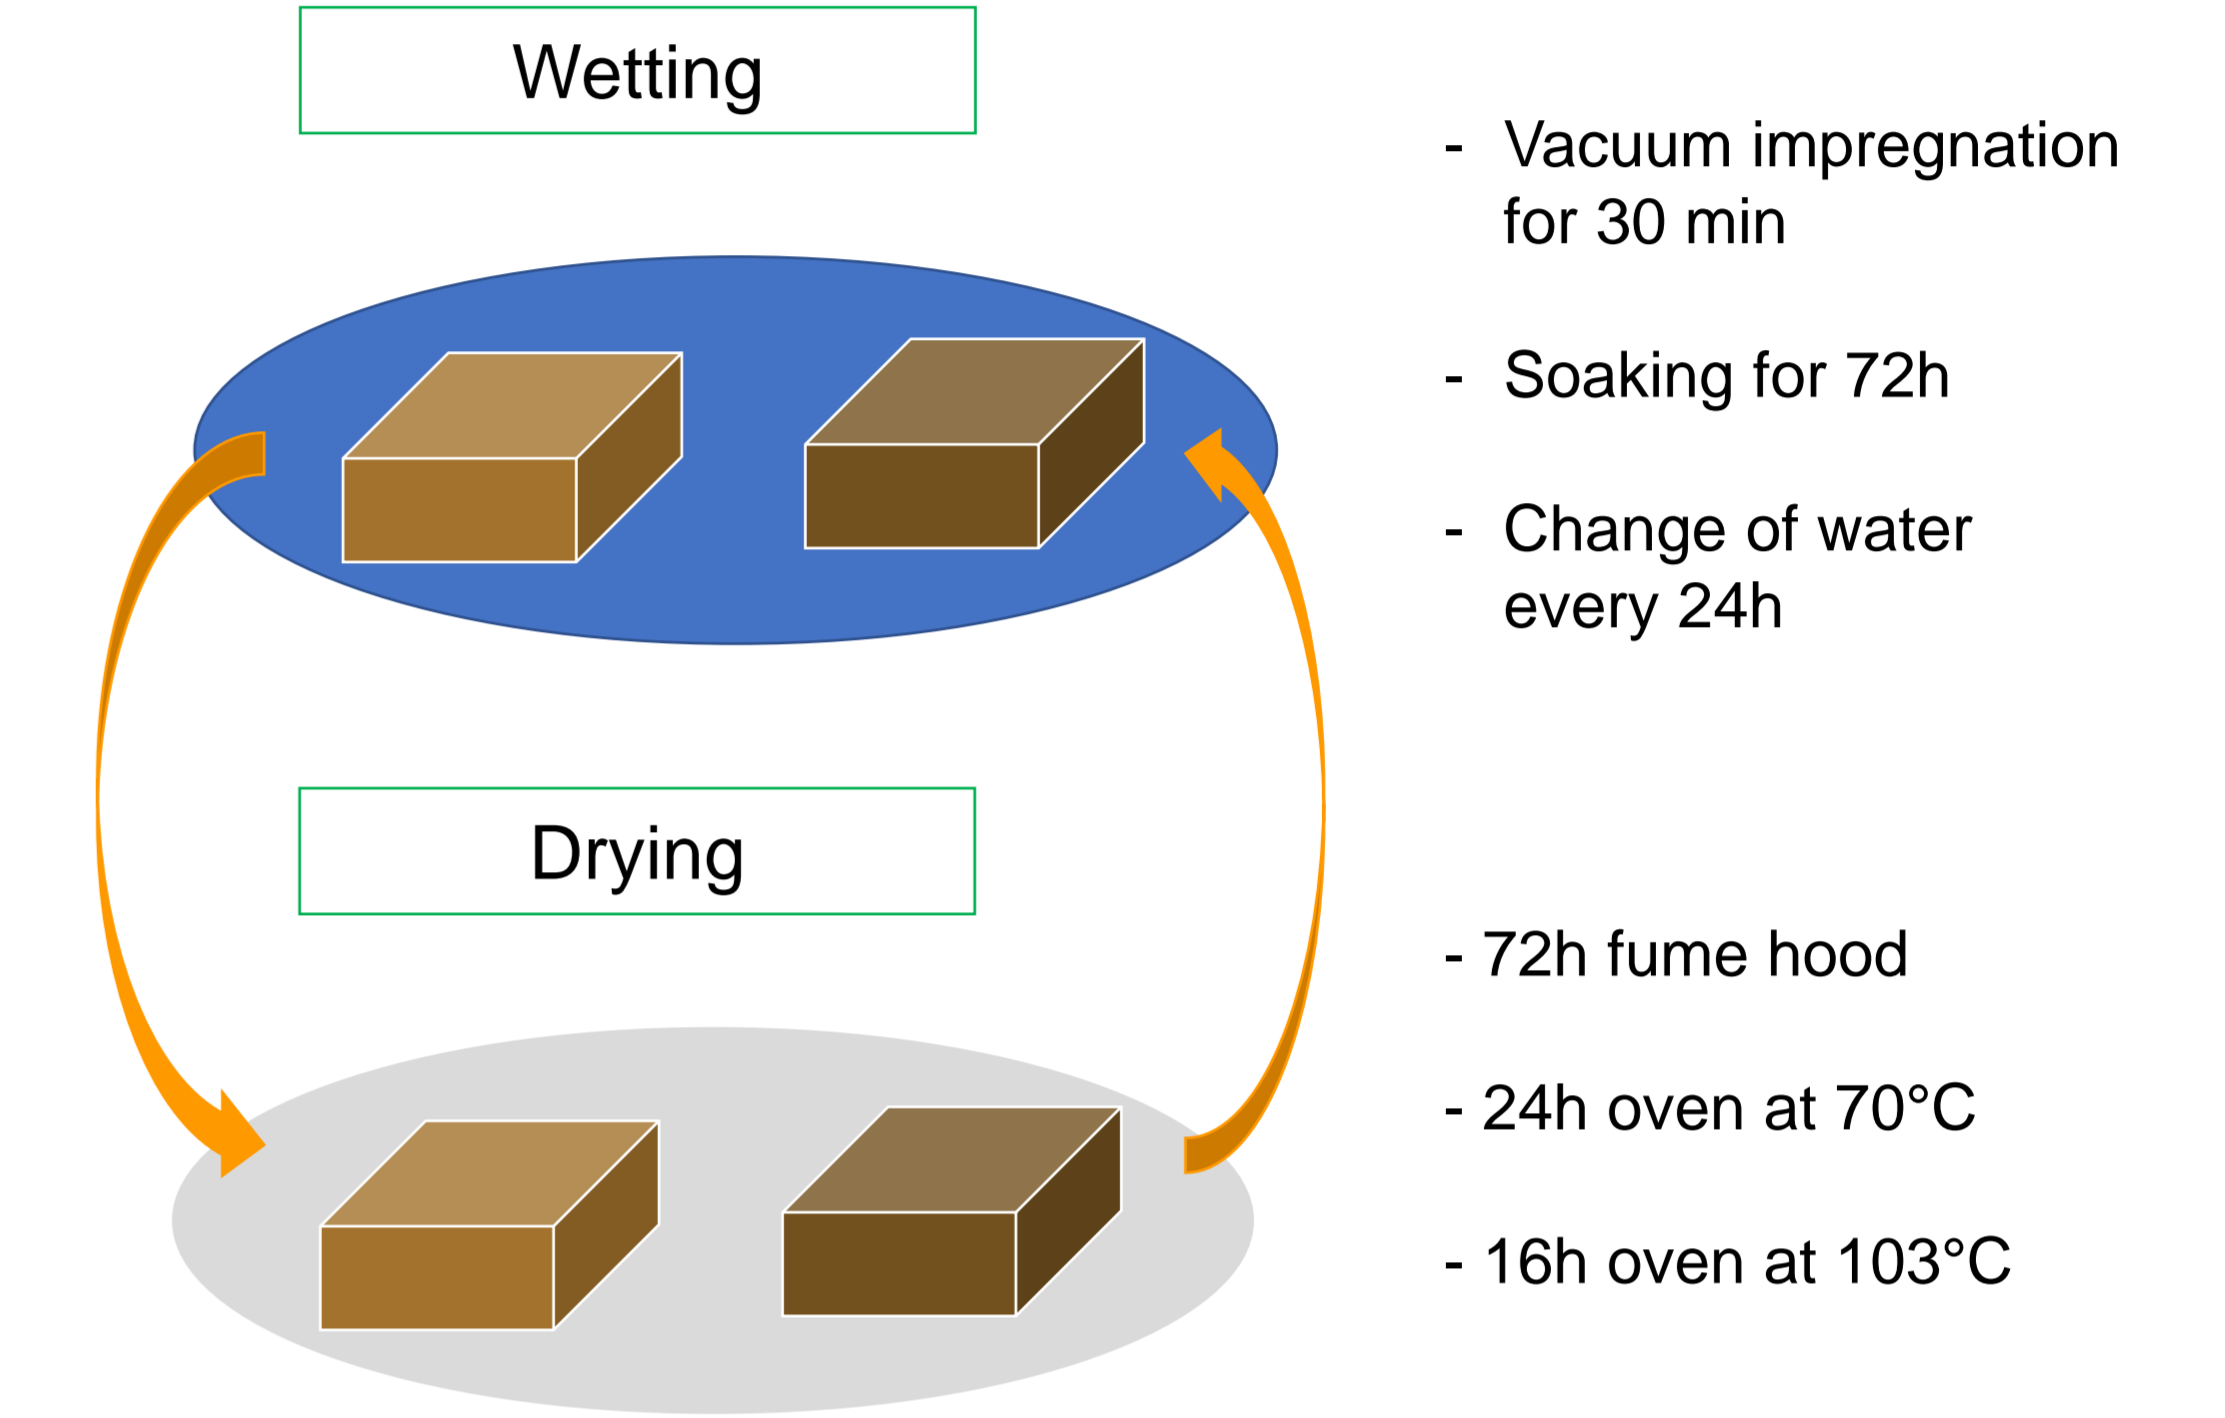 Wetting
- Vacuum impregnation
for 30 min
- Soaking for 72h
- Change of water
every 24h
Drying
- 72h fume hood
- 24h oven at 70°C
- 16h oven at 103°C